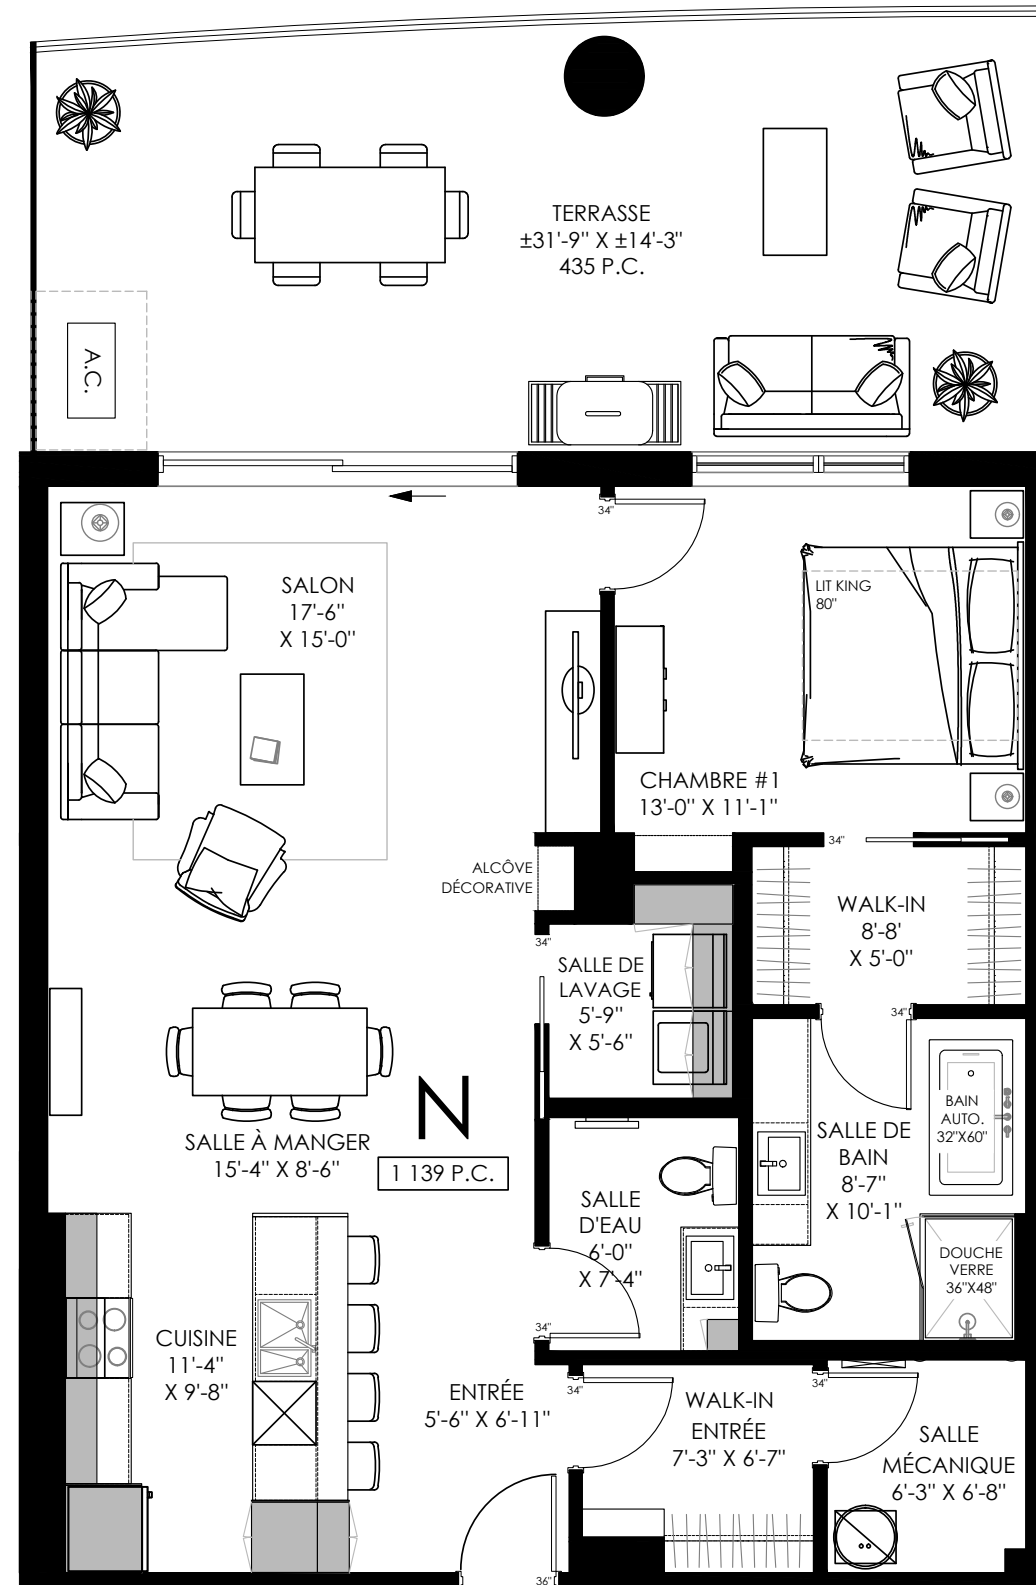 TERRASSE
±31'-9" X ±14'-3"
435 P.C.
A.C.
34"
SALON
17'-6"
X 15'-0"
LIT KING
80"
CHAMBRE #1
13'-0" X 11'-1"
34"
ALCÔVE
DÉCORATIVE
WALK-IN
8'-8'
X 5'-0"
34"
SALLE DE
LAVAGE
5'-9"
X 5'-6"
34"
N
1 139 P.C.
SALLE À MANGER
15'-4" X 8'-6"
BAIN
AUTO.
32"X60"
SALLE DE
BAIN
8'-7"
X 10'-1"
SALLE
D'EAU
6'-0"
X 7'-4"
34"
DOUCHE
VERRE
36"X48"
CUISINE
11'-4"
X 9'-8"
ENTRÉE
5'-6" X 6'-11"
34"
WALK-IN
ENTRÉE
7'-3" X 6'-7"
34"
SALLE
MÉCANIQUE
6'-3" X 6'-8"
36"